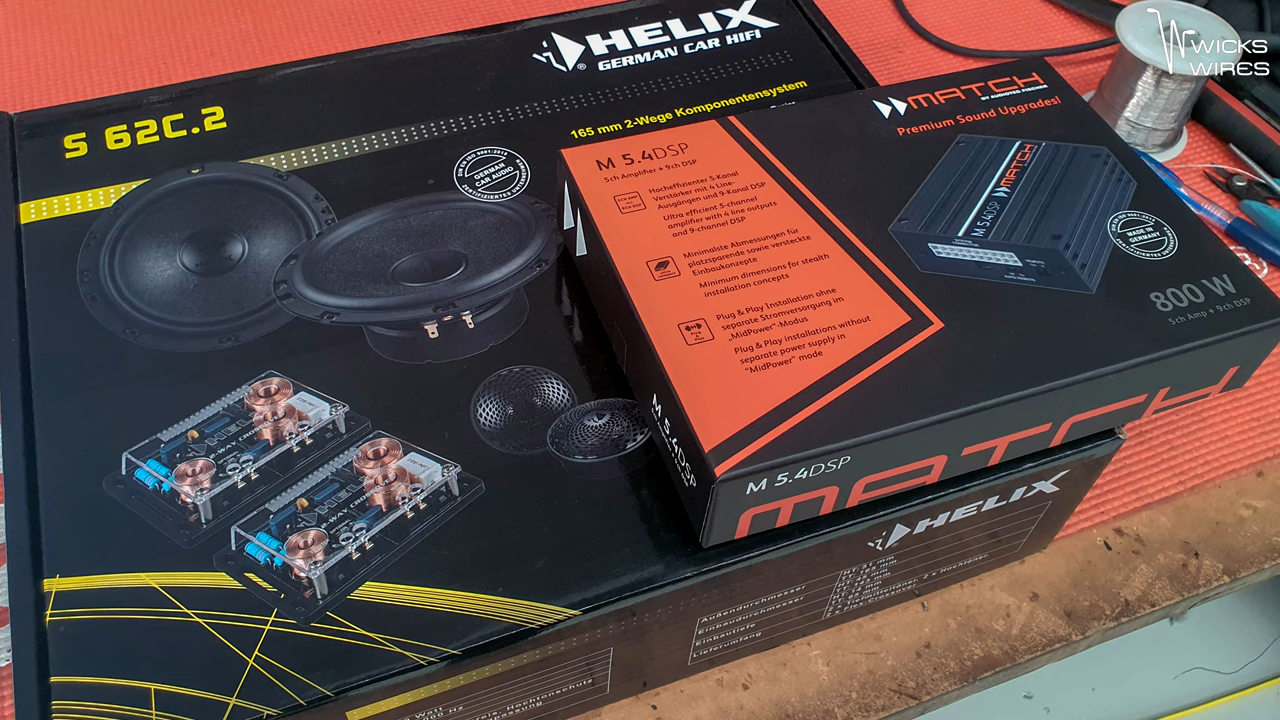 WICKS
WIRES
HELIX
GERMAN CAR HIFI
S 62C.2
165 mm 2-Wege Komponentensystem
GERMAN
CAR AUDIO
MATCH
BY AUDIOTEC FISCHER
Premium Sound Upgrades!
M 5.4DSP
5ch Amplifier + 9ch DSP
Hocheffizienter 5-Kanal
Verstärker mit 4 Line-
Ausgängen und 9-Kanal DSP
Ultra efficient 5-channel
amplifier with 4 line outputs
and 9-channel DSP
Minimalste Abmessungen für
platzsparende sowie versteckte
Einbaukonzepte
Minimum dimensions for stealth
installation concepts
Plug & Play Installation ohne
separate Stromversorgung im
„MidPower"-Modus
Plug & Play installations without
separate power supply in
"MidPower" mode
M 5.4DSP
MATCH
MADE IN
GERMANY
800 W
5ch Amp + 9ch DSP
M 5.4DSP
M 5.4DSP
MATCH
HELIX
Außendurchmesser
Einbaudurchmesser
Einbautiefe
Lieferumfang